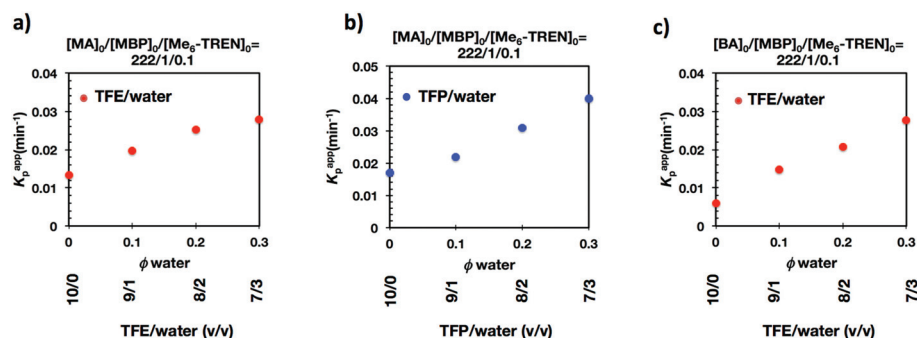 a)
[MA]0/[MBP]0/[Me6-TREN]0=
222/1/0.1
0.04
0.03
0.02
0.01
0
Kp app(min-1)
TFE/water
0
0.1
0.2
0.3
ϕ water
10/0
9/1
8/2
7/3
TFE/water (v/v)
b)
[MA]0/[MBP]0/[Me6-TREN]0=
222/1/0.1
0.05
0.04
0.03
0.02
0.01
0
Kp app(min-1)
TFP/water
0
0.1
0.2
0.3
ϕ water
10/0
9/1
8/2
7/3
TFP/water (v/v)
c)
[BA]0/[MBP]0/[Me6-TREN]0=
222/1/0.1
0.04
0.03
0.02
0.01
0
Kp app(min-1)
TFE/water
0
0.1
0.2
0.3
ϕ water
10/0
9/1
8/2
7/3
TFE/water (v/v)